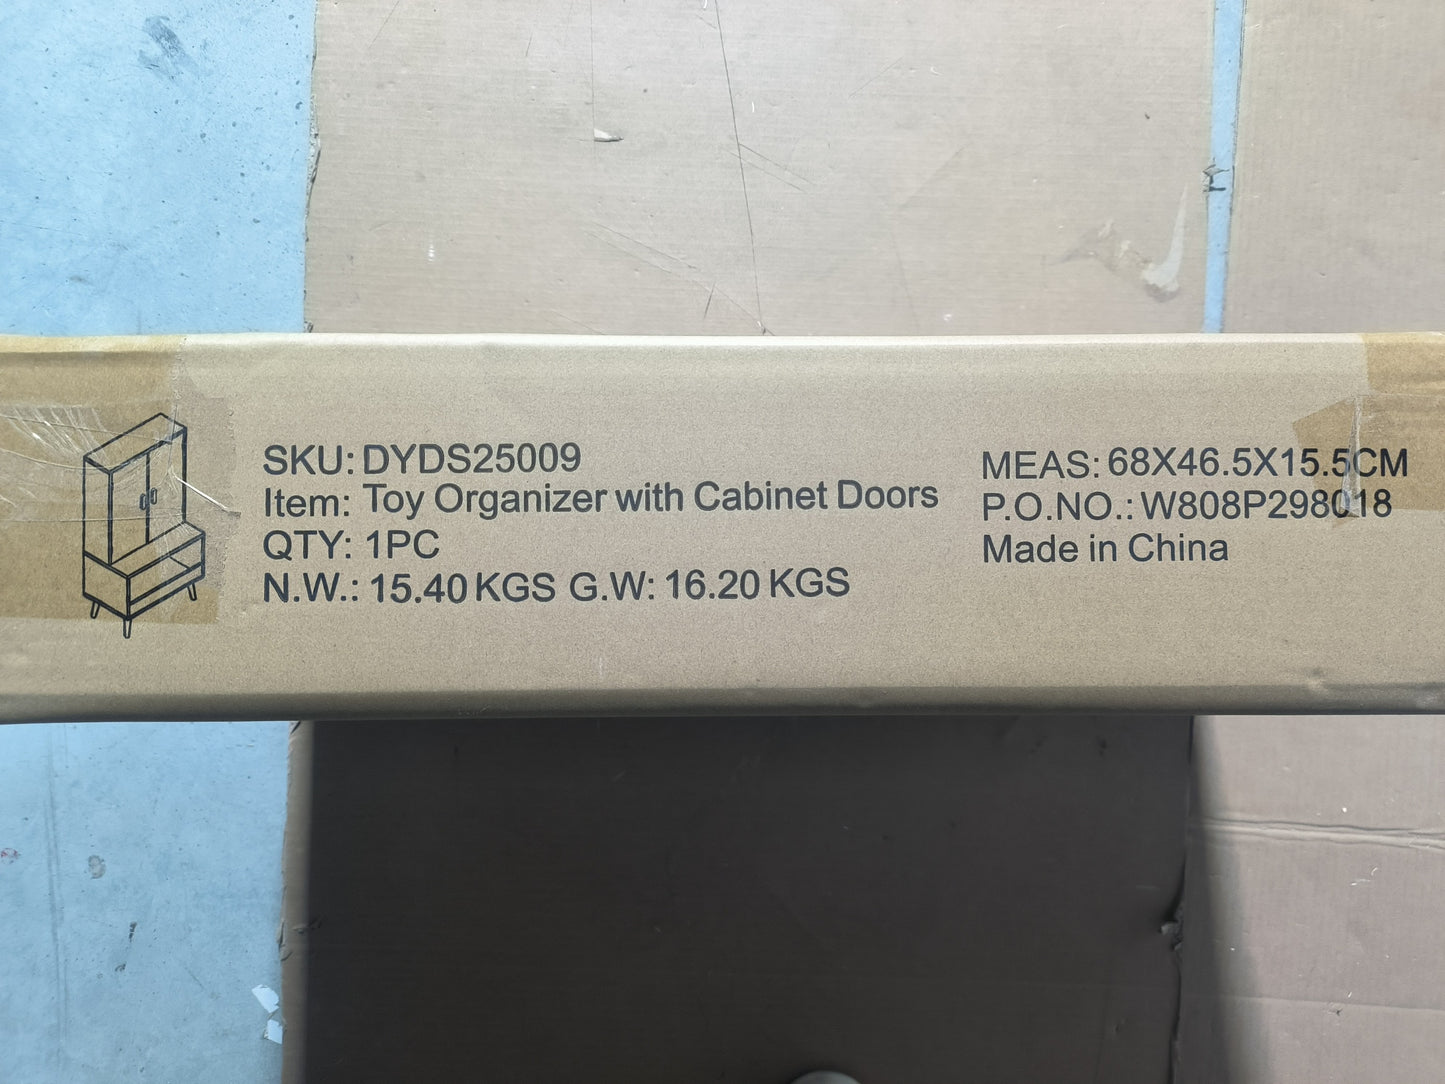 SKU: DYDS25009
Item: Toy Organizer with Cabinet Doors
QTY: 1PC
N.W.: 15.40 KGS G.W: 16.20 KGS
MEAS: 68X46.5X15.5CM
P.O.NO.: W808P298018
Made in China